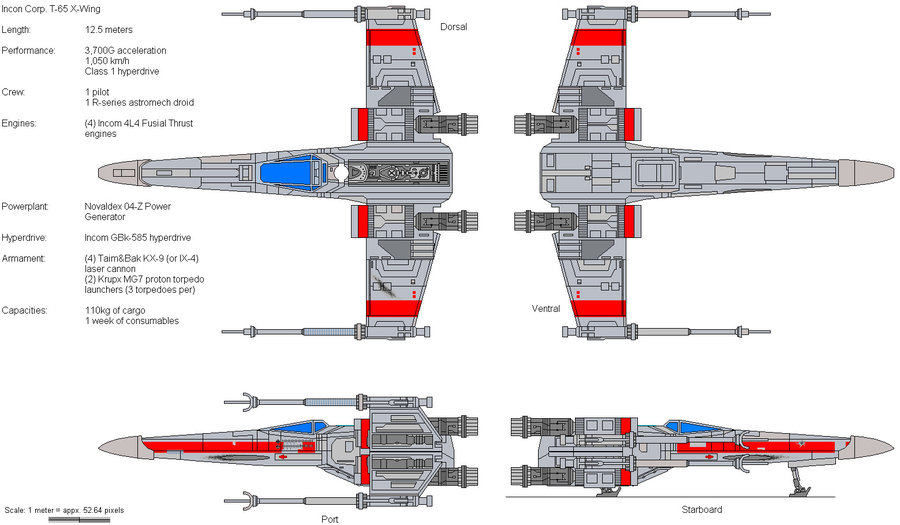 Incon Corp. T-65 X-Wing
Length: 12.5 meters
Performance: 3,700G acceleration
1,050 km/h
Class 1 hyperdrive
Crew: 1 pilot
1 R-series astromech droid
Engines: (4) Incom 4L4 Fusial Thrust
engines
Powerplant: Novaldex 04-Z Power
Generator
Hyperdrive: Incom GBk-585 hyperdrive
Armament: (4) Taim&Bak KX-9 (or IX-4)
laser cannon
(2) Krupx MG7 proton torpedo
launchers (3 torpedoes per)
Capacities: 110kg of cargo
1 week of consumables
Dorsal
Ventral
Port
Starboard
Scale: 1 meter = appx. 52.64 pixels